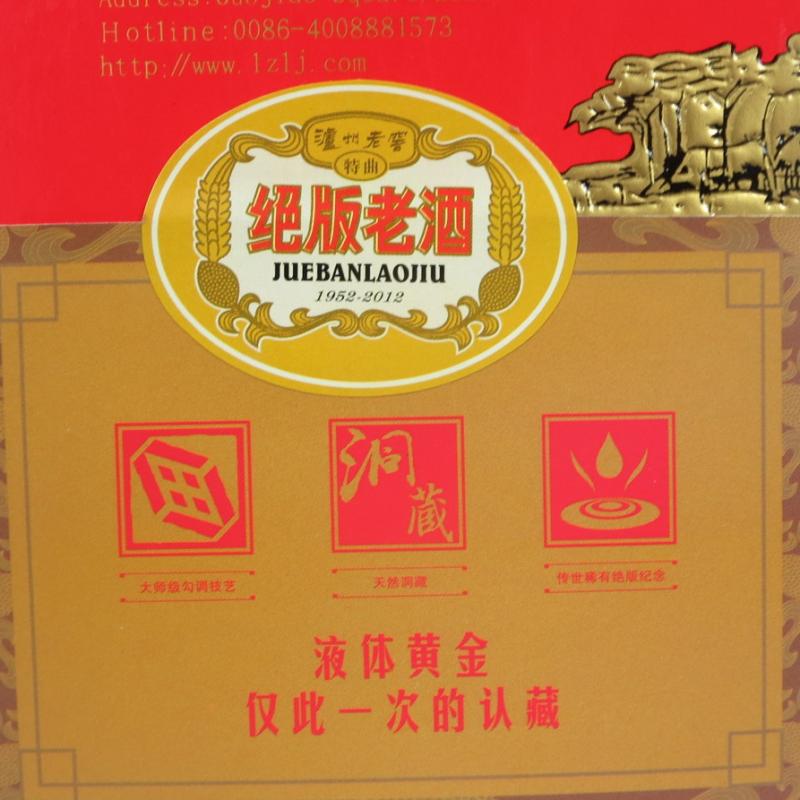 Hotline:0086-4008881573
http://www.lzlj.com
泸州老窖
特曲
绝版老酒
JUEBANLAOJIU
1952-2012
洞藏
大师级勾调技艺
天然洞藏
传世稀有绝版纪念
液体黄金
仅此一次的认藏